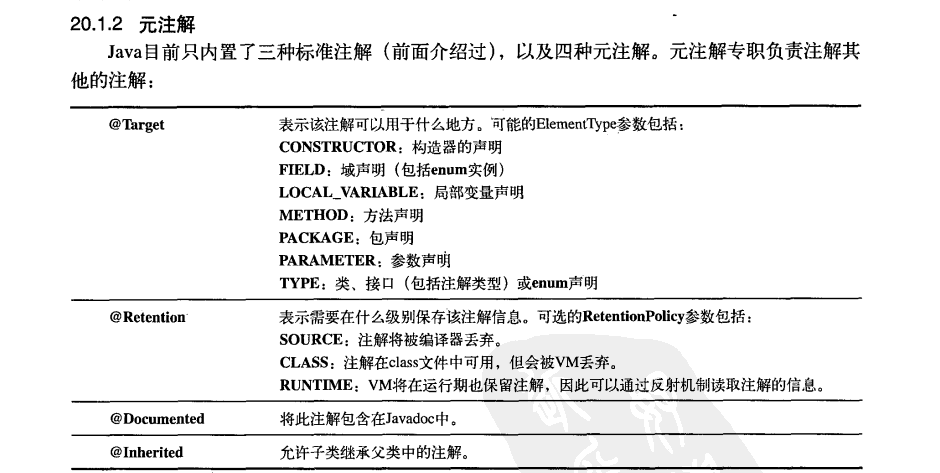 20.1.2 元注解
Java目前只内置了三种标准注解（前面介绍过），以及四种元注解。元注解专职负责注解其
他的注解：
@Target 表示该注解可以用于什么地方。可能的ElementType参数包括：
CONSTRUCTOR：构造器的声明
FIELD：域声明（包括enum实例）
LOCAL_VARIABLE：局部变量声明
METHOD：方法声明
PACKAGE：包声明
PARAMETER：参数声明
TYPE：类、接口（包括注解类型）或enum声明
@Retention 表示需要在什么级别保存该注解信息。可选的RetentionPolicy参数包括：
SOURCE：注解将被编译器丢弃。
CLASS：注解在class文件中可用，但会被VM丢弃。
RUNTIME：VM将在运行期也保留注解，因此可以通过反射机制读取注解的信息。
@Documented 将此注解包含在Javadoc中。
@Inherited 允许子类继承父类中的注解。